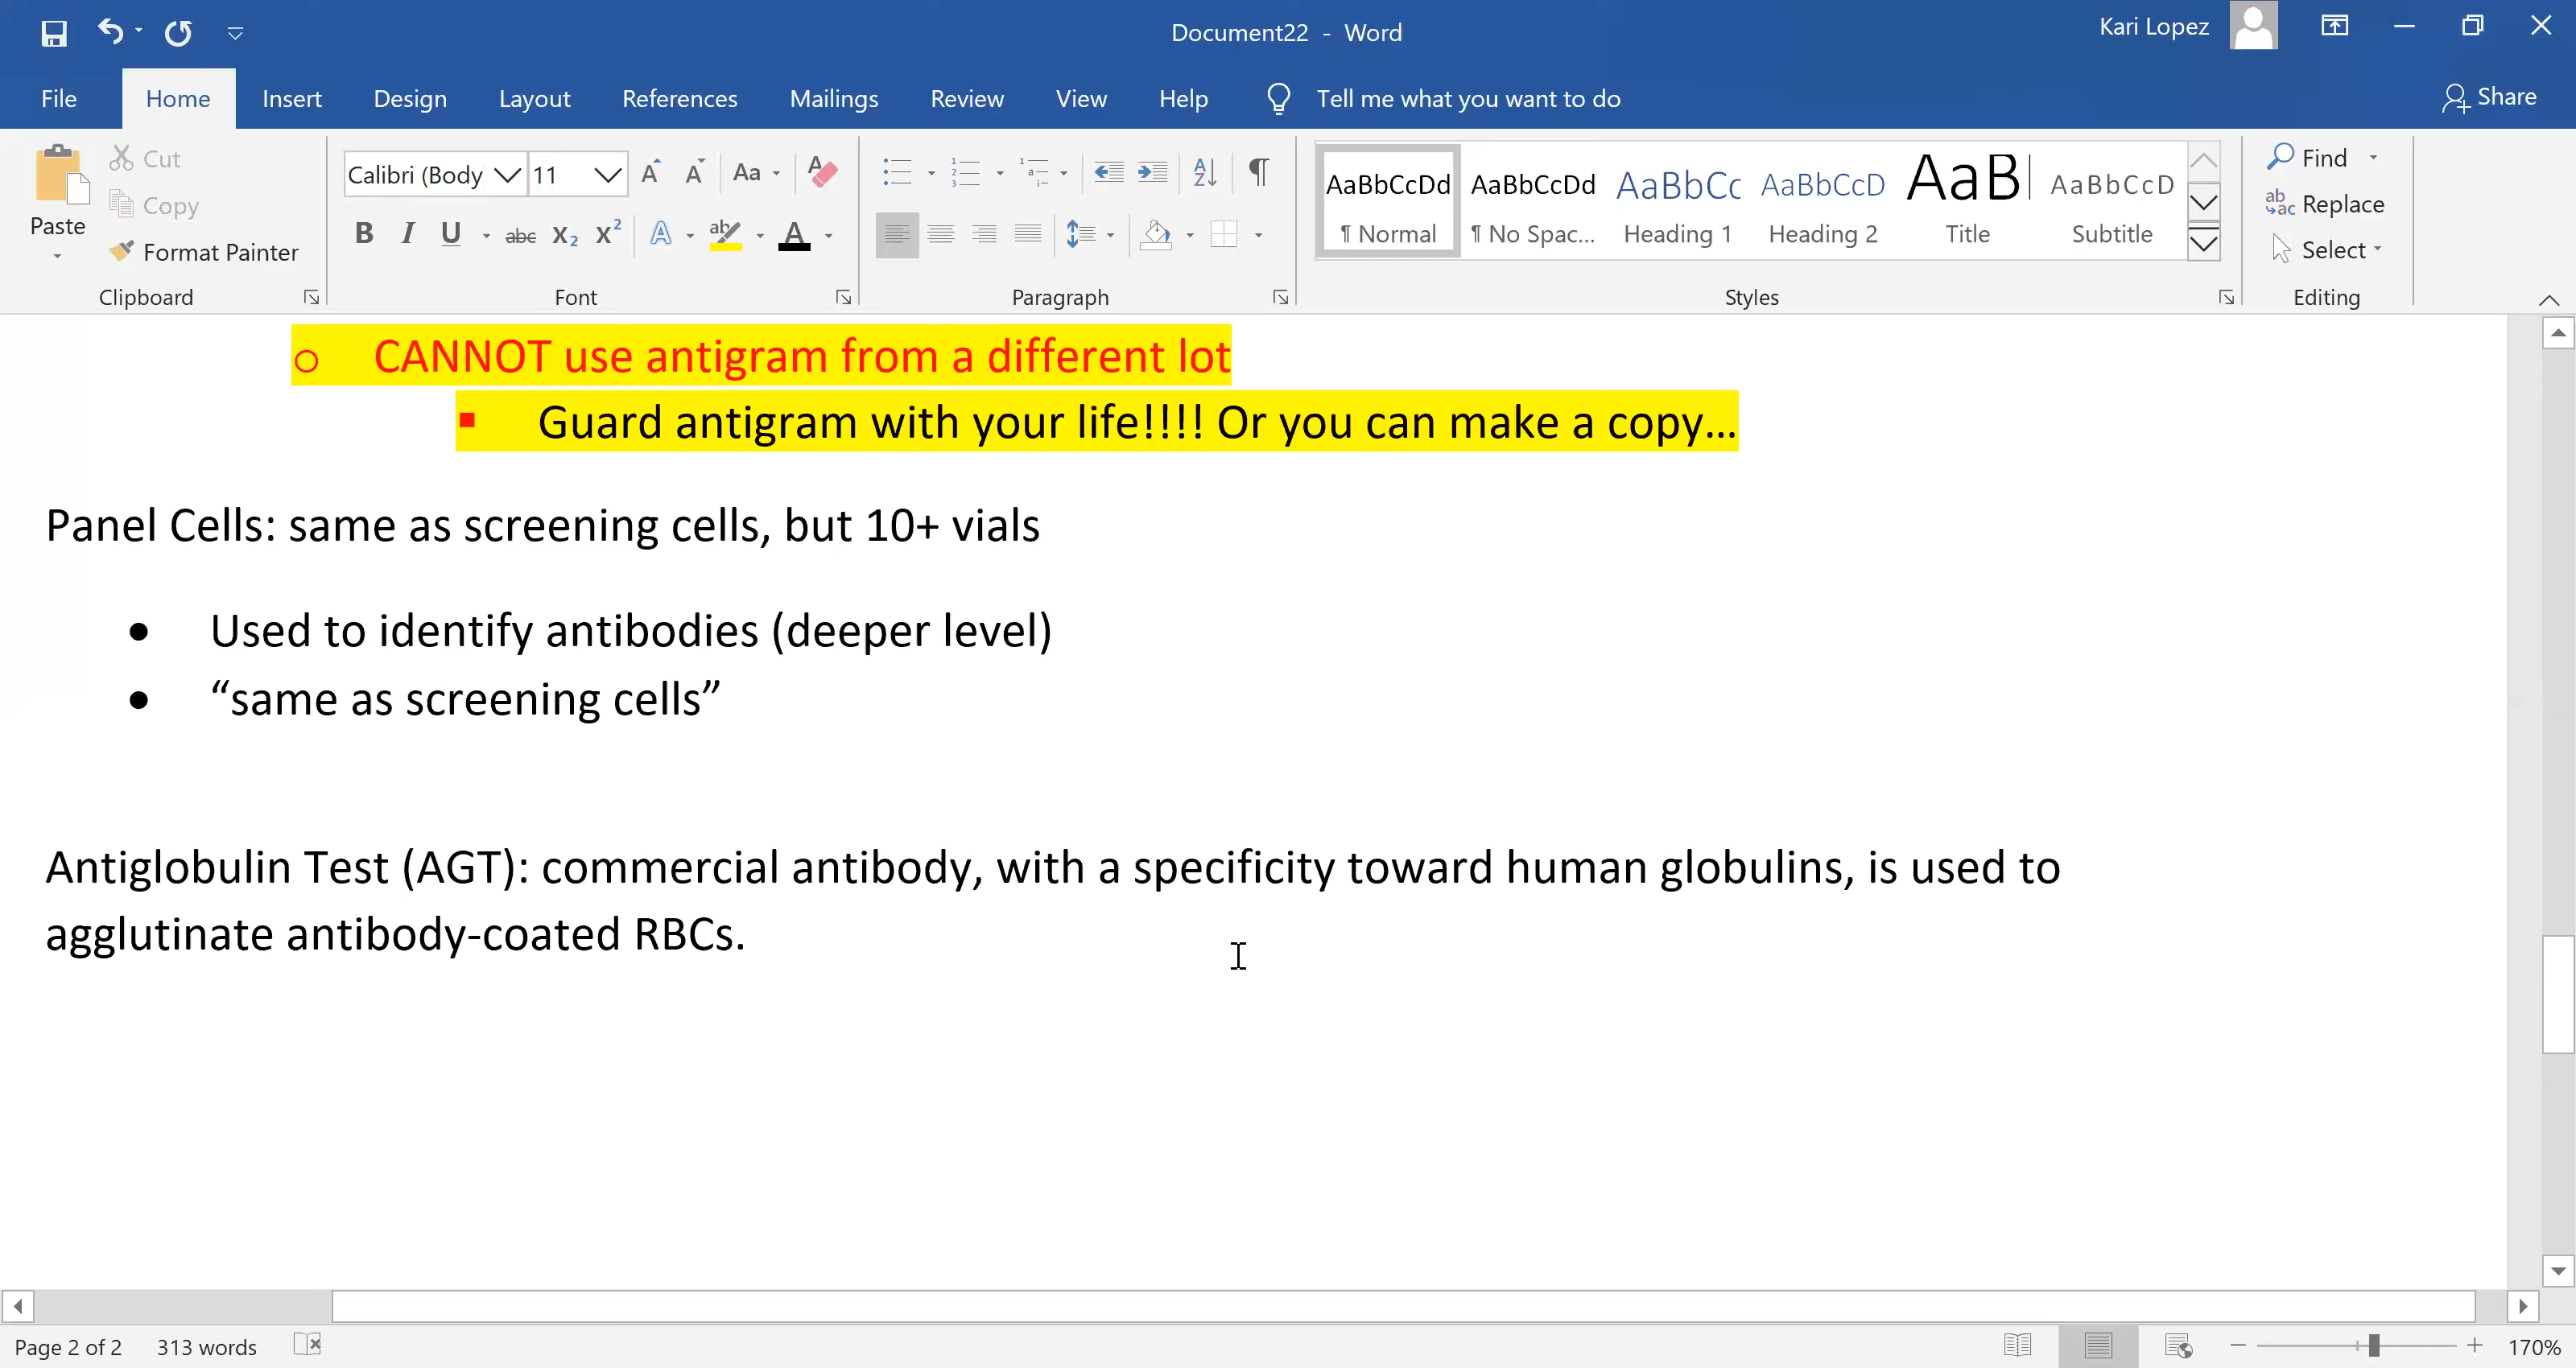 Document22 - Word
Kari Lopez
File Home Insert Design Layout References Mailings Review View Help Tell me what you want to do Share
Paste
Cut
Copy
Format Painter
Clipboard
Calibri (Body 11
Font
Paragraph
AaBbCcDd AaBbCcDd AaBbCc AaBbCcD AaB AaBbCcD
¶ Normal ¶ No Spac... Heading 1 Heading 2 Title Subtitle
Styles
Find
Replace
Select
Editing
o CANNOT use antigram from a different lot
▪ Guard antigram with your life!!!! Or you can make a copy...
Panel Cells: same as screening cells, but 10+ vials
• Used to identify antibodies (deeper level)
• “same as screening cells”
Antiglobulin Test (AGT): commercial antibody, with a specificity toward human globulins, is used to
agglutinate antibody-coated RBCs.
Page 2 of 2 313 words 170%